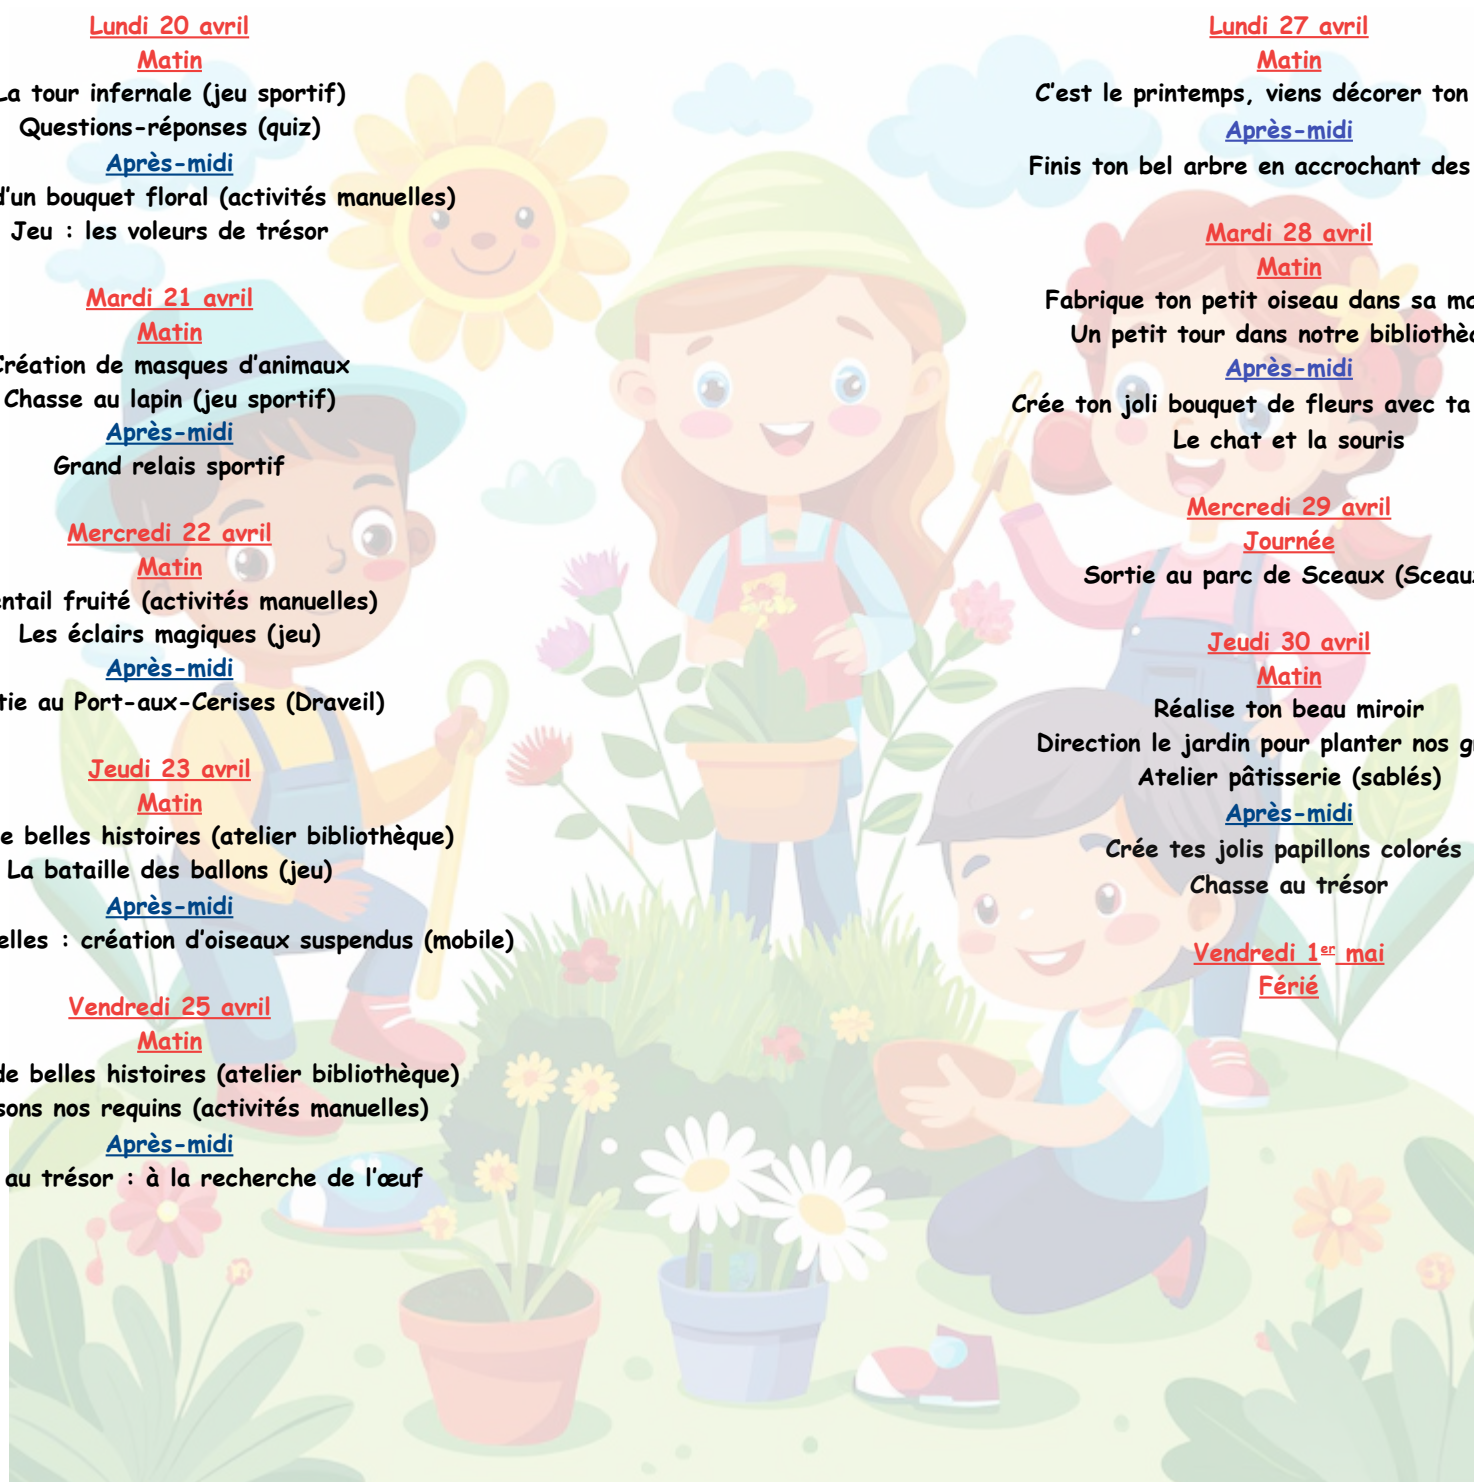 Lundi 20 avril
Matin
La tour infernale (jeu sportif)
Questions-réponses (quiz)
Après-midi
d'un bouquet floral (activités manuelles)
Jeu : les voleurs de trésor
Mardi 21 avril
Matin
Création de masques d'animaux
Chasse au lapin (jeu sportif)
Après-midi
Grand relais sportif
Mercredi 22 avril
Matin
fruité (activités manuelles)
Les éclairs magiques (jeu)
Après-midi
au Port-aux-Cerises (Draveil)
Jeudi 23 avril
Matin
belles histoires (atelier bibliothèque)
La bataille des ballons (jeu)
Après-midi
: création d'oiseaux suspendus (mobile)
Vendredi 25 avril
Matin
de belles histoires (atelier bibliothèque)
nos requins (activités manuelles)
Après-midi
au trésor : à la recherche de l'œuf
Lundi 27 avril
Matin
C'est le printemps, viens décorer ton
Après-midi
Finis ton bel arbre en accrochant des
Mardi 28 avril
Matin
Fabrique ton petit oiseau dans sa
Un petit tour dans notre
Après-midi
Crée ton joli bouquet de fleurs avec ta
Le chat et la souris
Mercredi 29 avril
Journée
Sortie au parc de Sceaux (Sceaux
Jeudi 30 avril
Matin
Réalise ton beau miroir
Direction le jardin pour planter nos
Atelier pâtisserie (sablés)
Après-midi
Crée tes jolis papillons colorés
Chasse au trésor
Vendredi 1er mai
Férié